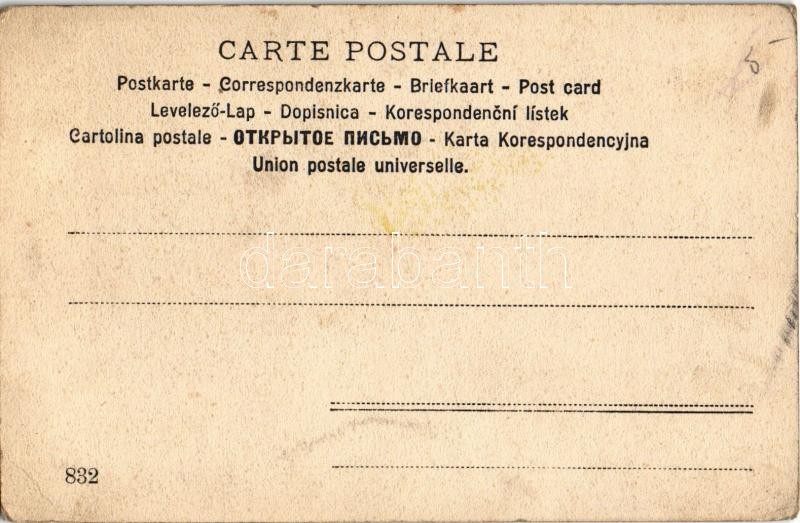 CARTE POSTALE
5-
Postkarte - Correspondenzkarte - Briefkaart - Post card
Levelező-Lap - Dopisnica - Korespondenční lístek
Cartolina postale - ОТКРЫТОЕ ПИСЬМО - Karta Korespondencyjna
Union postale universelle.
darabanth
832